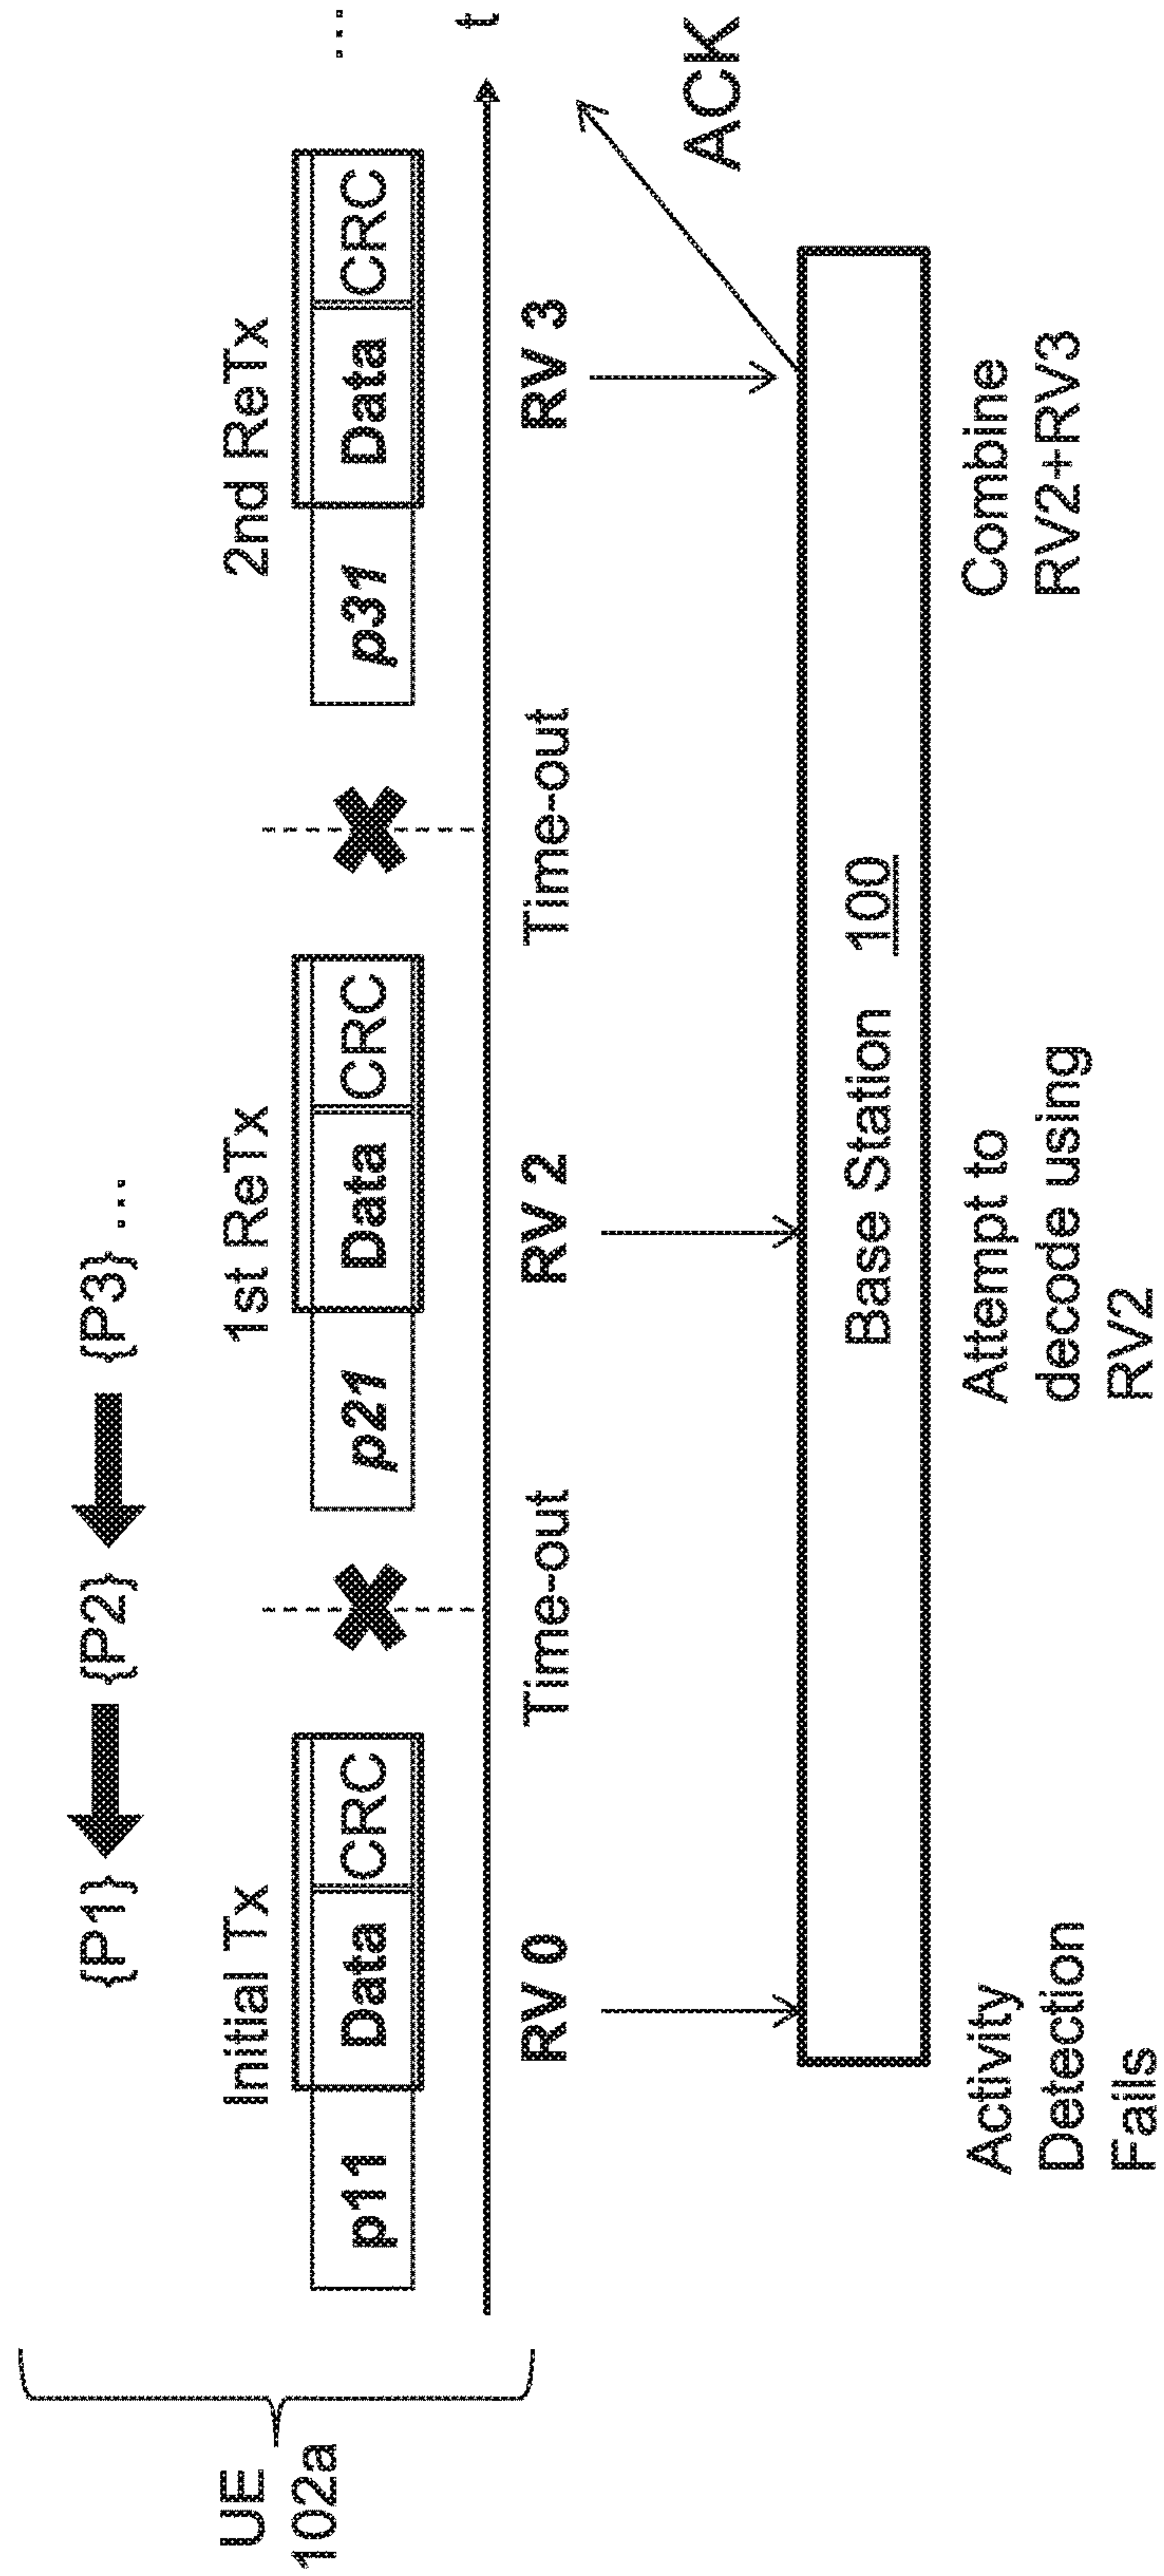 UE
102a
{P1}
{P2}
{P3} ...
Initial Tx
1st ReTx
2nd ReTx
p11
Data
CRC
p21
Data
CRC
p31
Data
CRC
...
t
RV 0
Time-out
RV 2
Time-out
RV 3
ACK
Base Station 100
Activity
Detection
Fails
Attempt to
decode using
RV2
Combine
RV2+RV3